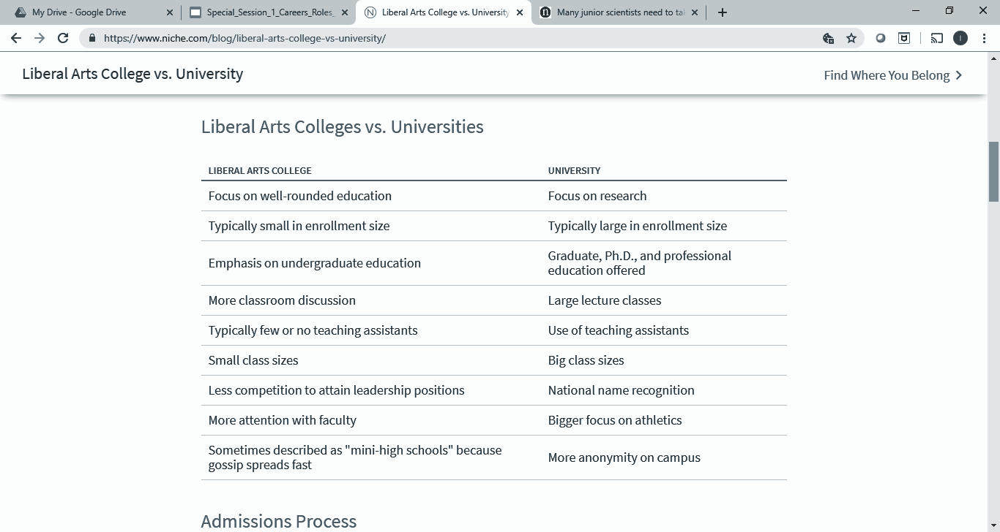 My Drive - Google Drive
Special_Session_1_Careers_Roles_
Liberal Arts College vs. University
Many junior scientists need to tak
https://www.niche.com/blog/liberal-arts-college-vs-university/
Liberal Arts College vs. University
Find Where You Belong
Liberal Arts Colleges vs. Universities
LIBERAL ARTS COLLEGE UNIVERSITY
Focus on well-rounded education Focus on research
Typically small in enrollment size Typically large in enrollment size
Emphasis on undergraduate education Graduate, Ph.D., and professional
education offered
More classroom discussion Large lecture classes
Typically few or no teaching assistants Use of teaching assistants
Small class sizes Big class sizes
Less competition to attain leadership positions National name recognition
More attention with faculty Bigger focus on athletics
Sometimes described as "mini-high schools" because
gossip spreads fast
More anonymity on campus
Admissions Process